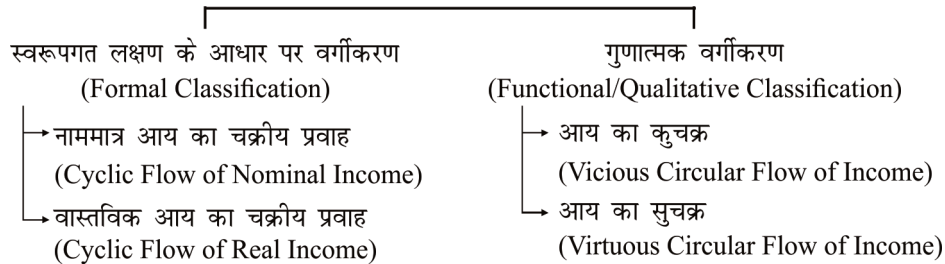 स्वरूपगत लक्षण के आधार पर वर्गीकरण
(Formal Classification)
नाममात्र आय का चक्रीय प्रवाह
(Cyclic Flow of Nominal Income)
वास्तविक आय का चक्रीय प्रवाह
(Cyclic Flow of Real Income)
गुणात्मक वर्गीकरण
(Functional/Qualitative Classification)
आय का कुचक्र
(Vicious Circular Flow of Income)
आय का सुचक्र
(Virtuous Circular Flow of Income)